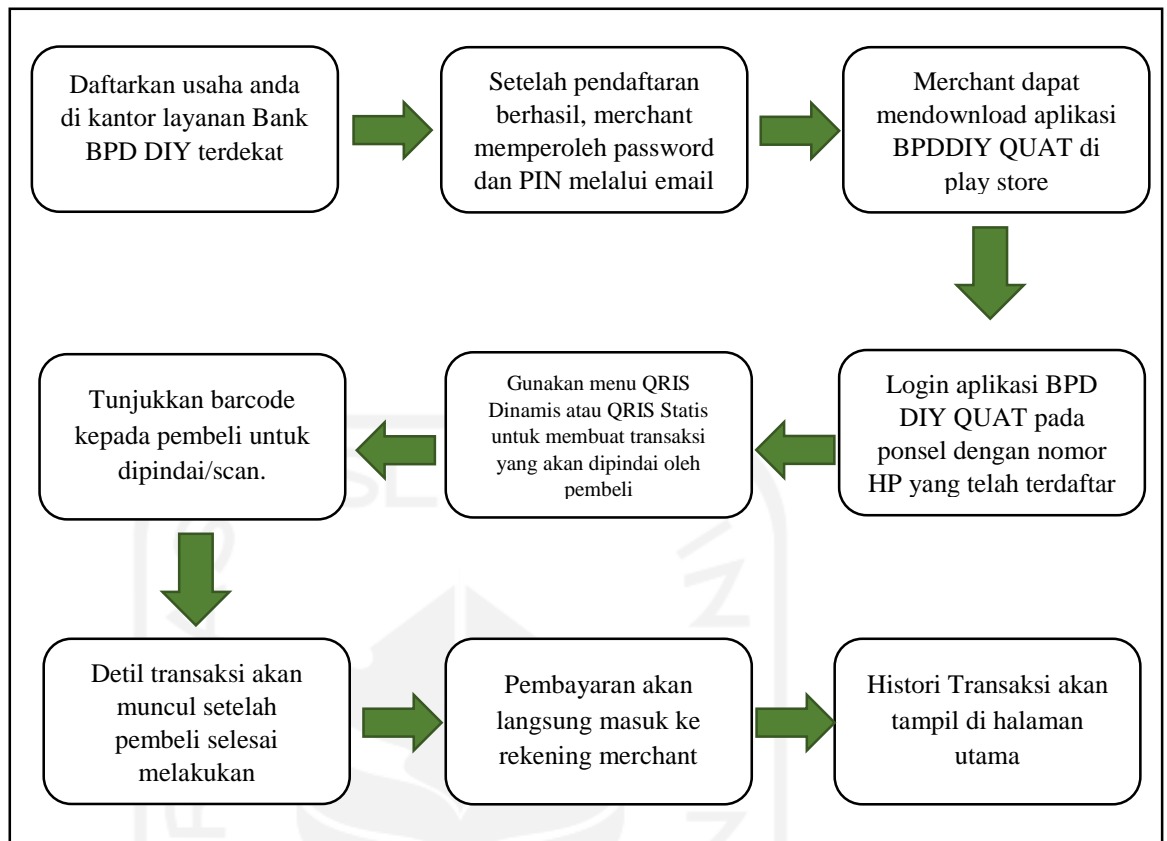 Daftarkan usaha anda
di kantor layanan Bank
BPD DIY terdekat
Setelah pendaftaran
berhasil, merchant
memperoleh password
dan PIN melalui email
Merchant dapat
mendownload aplikasi
BPDDIY QUAT di
play store
Login aplikasi BPD
DIY QUAT pada
ponsel dengan nomor
HP yang telah terdaftar
Gunakan menu QRIS
Dinamis atau QRIS Statis
untuk membuat transaksi
yang akan dipindai oleh
pembeli
Tunjukkan barcode
kepada pembeli untuk
dipindai/scan.
Detil transaksi akan
muncul setelah
pembeli selesai
melakukan
Pembayaran akan
langsung masuk ke
rekening merchant
Histori Transaksi akan
tampil di halaman
utama